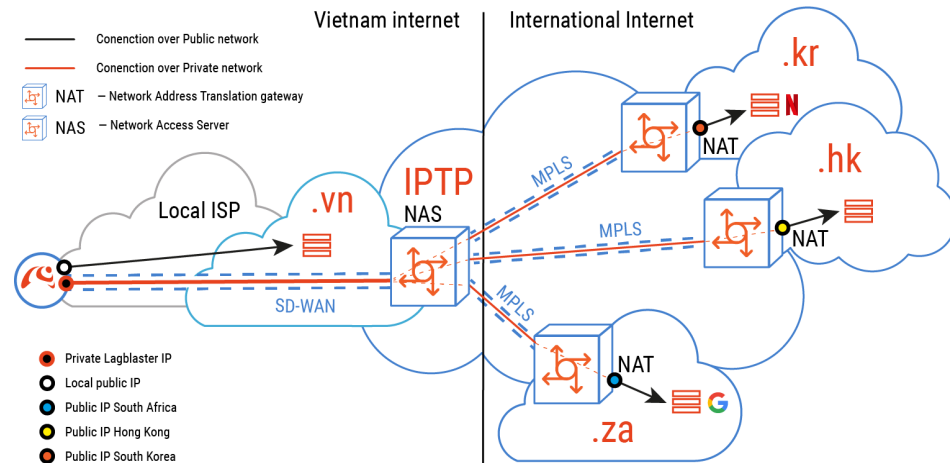 Vietnam internet
International Internet
Conenction over Public network
Conenction over Private network
NAT – Network Address Translation gateway
NAS – Network Access Server
.kr
N
NAT
MPLS
.hk
NAT
MPLS
IPTP
NAS
Local ISP
.vn
SD-WAN
MPLS
NAT
G
.za
Private Lagblaster IP
Local public IP
Public IP South Africa
Public IP Hong Kong
Public IP South Korea